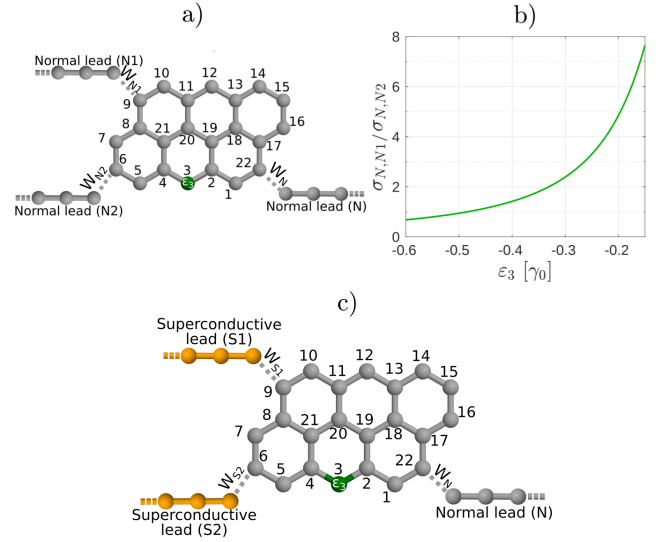 a)
Normal lead (N1)
W_N1
10 12 14
9 11 13 15
8 21 20 19 18 16
7 17
6 5 4 3 2 22
ε₃ 1
W_N2 W_N
Normal lead (N2) Normal lead (N)
b)
8
6
4
2
0
σ_N,N1/σ_N,N2
-0.6 -0.5 -0.4 -0.3 -0.2
ε₃ [γ₀]
c)
Superconductive
lead (S1)
W_S1
10 12 14
9 11 13 15
8 21 20 19 18 16
7 17
6 5 4 3 2 22
ε₃ 1
W_S2 W_N
Superconductive
lead (S2)
Normal lead (N)